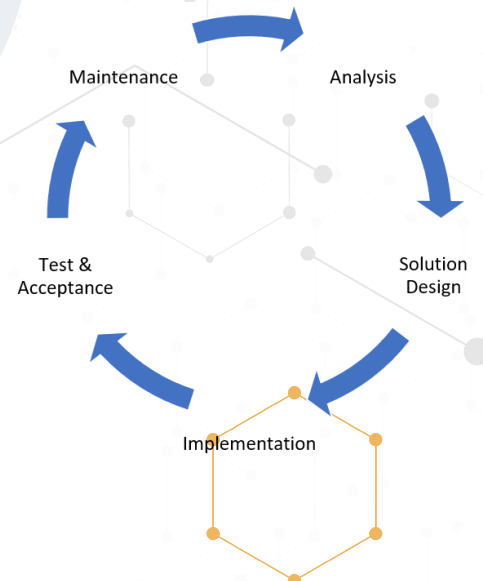 Maintenance
Analysis
Solution
Design
Test &
Acceptance
Implementation